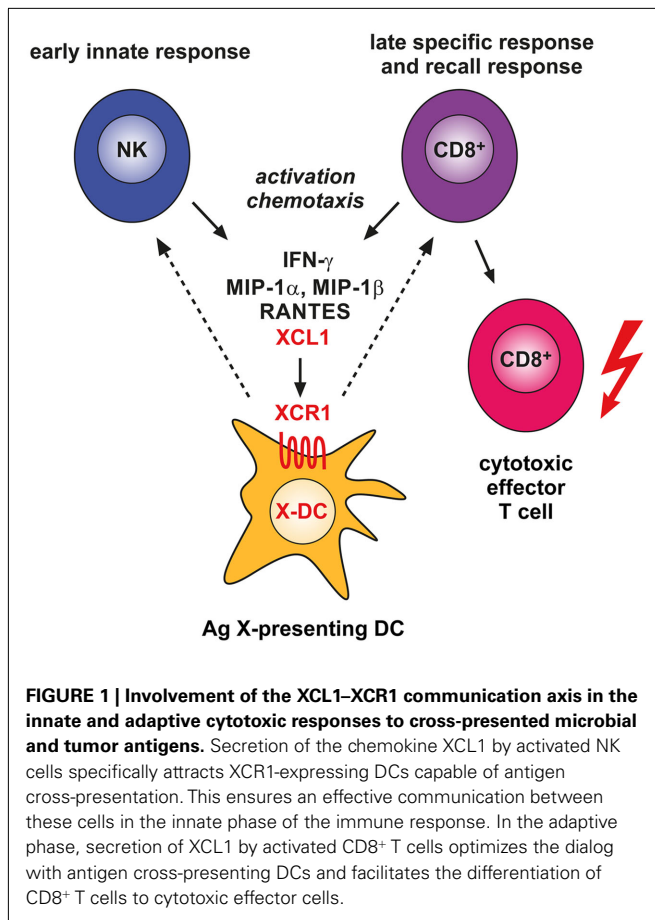 early innate response
late specific response
and recall response
NK
CD8⁺
activation
chemotaxis
IFN-γ
MIP-1α, MIP-1β
RANTES
XCL1
XCR1
X-DC
CD8⁺
cytotoxic
effector
T cell
Ag X-presenting DC
FIGURE 1 | Involvement of the XCL1–XCR1 communication axis in the
innate and adaptive cytotoxic responses to cross-presented microbial
and tumor antigens. Secretion of the chemokine XCL1 by activated NK
cells specifically attracts XCR1-expressing DCs capable of antigen
cross-presentation. This ensures an effective communication between
these cells in the innate phase of the immune response. In the adaptive
phase, secretion of XCL1 by activated CD8⁺ T cells optimizes the dialog
with antigen cross-presenting DCs and facilitates the differentiation of
CD8⁺ T cells to cytotoxic effector cells.